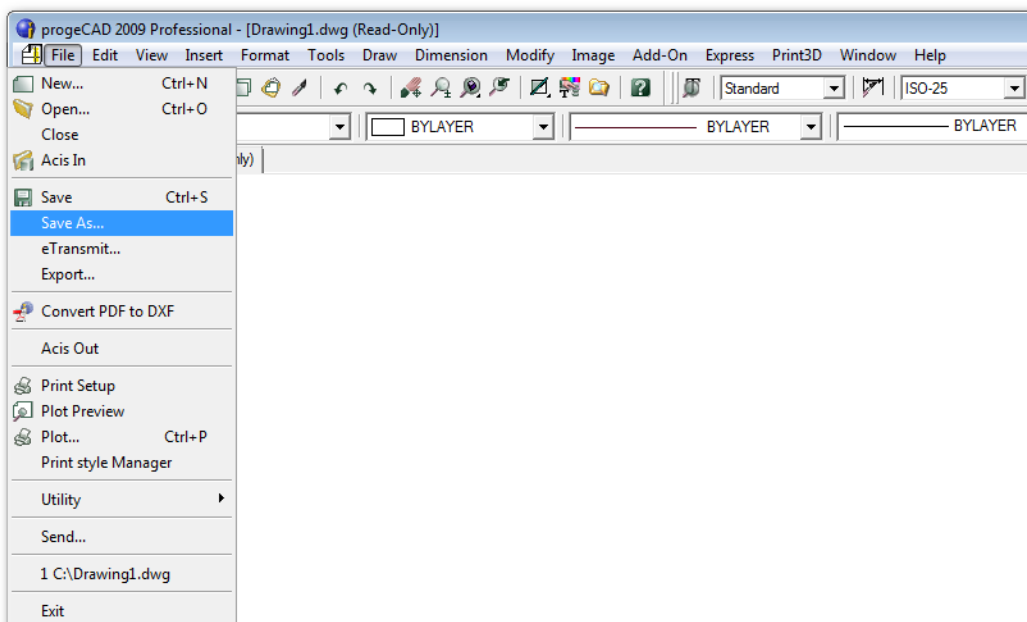 progeCAD 2009 Professional - [Drawing1.dwg (Read-Only)]
File Edit View Insert Format Tools Draw Dimension Modify Image Add-On Express Print3D Window Help
New... Ctrl+N
Standard ISO-25
Open... Ctrl+O
Close
BYLAYER BYLAYER BYLAYER
Acis In
nly)
Save Ctrl+S
Save As...
eTransmit...
Export...
Convert PDF to DXF
Acis Out
Print Setup
Plot Preview
Plot... Ctrl+P
Print style Manager
Utility
Send...
1 C:\Drawing1.dwg
Exit